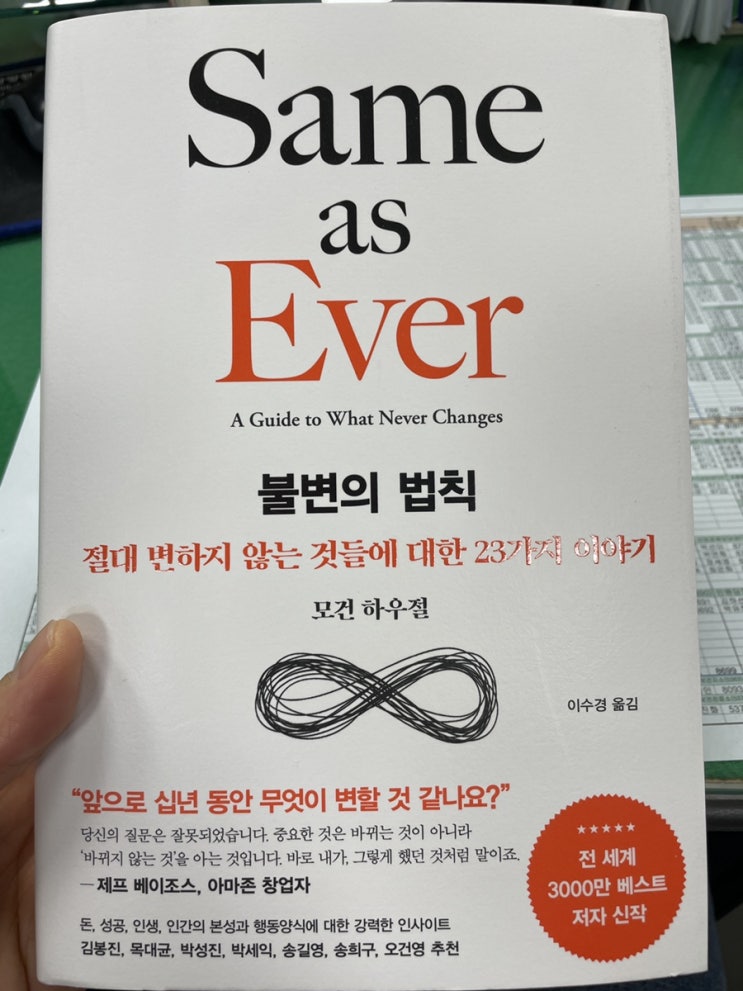 Same
as
Ever
A Guide to What Never Changes
불변의 법칙
절대 변하지 않는 것들에 대한 23가지 이야기
모건 하우절
이수경 옮김
“앞으로 십년 동안 무엇이 변할 것 같나요?”
당신의 질문은 잘못되었습니다. 중요한 것은 바뀌는 것이 아니라
‘바뀌지 않는 것’을 아는 것입니다. 바로 내가, 그렇게 했던 것처럼 말이죠.
— 제프 베이조스, 아마존 창업자
돈, 성공, 인생, 인간의 본성과 행동양식에 대한 강력한 인사이트
김봉진, 목대균, 박성진, 박세익, 송길영, 송희구, 오건영 추천
★★★★★
전 세계
3000만 베스트
저자 신작